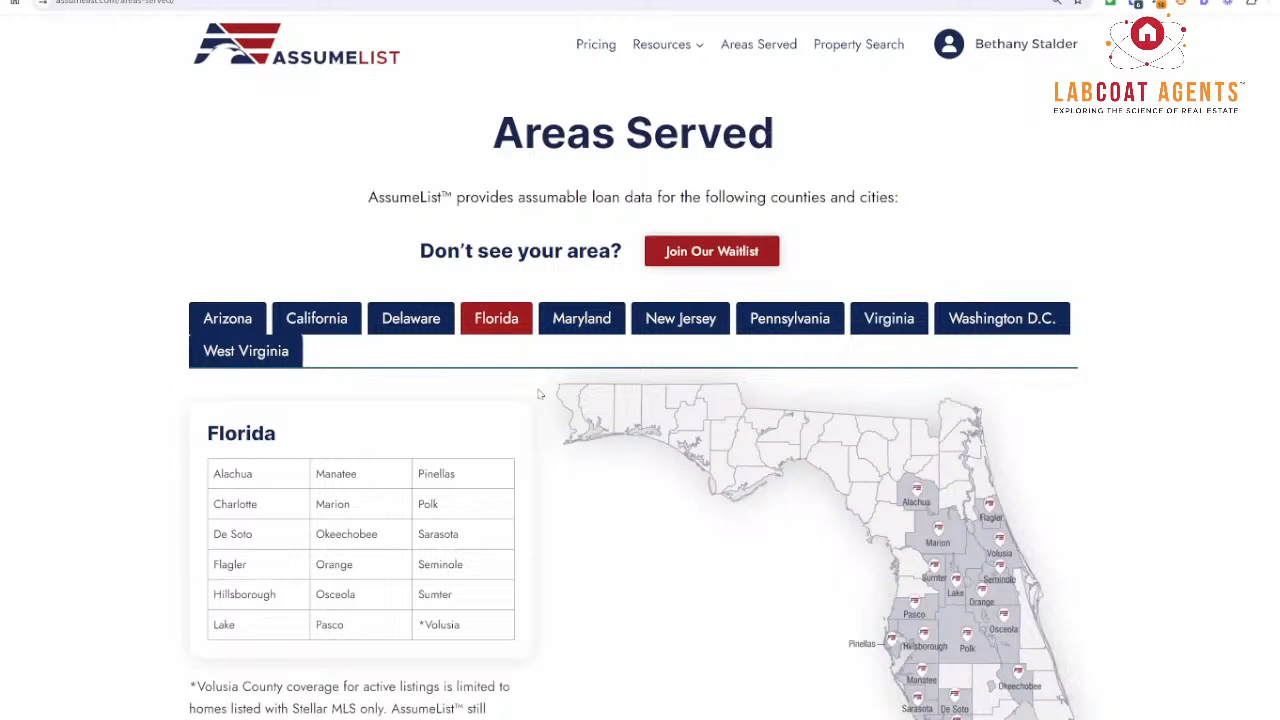 assumelist.com/areas-served/
ASSUMELIST
Pricing
Resources
Areas Served
Property Search
Bethany Stalder
LABCOAT AGENTS™
EXPLORING THE SCIENCE OF REAL ESTATE
Areas Served
AssumeList™ provides assumable loan data for the following counties and cities:
Don't see your area?
Join Our Waitlist
Arizona
California
Delaware
Florida
Maryland
New Jersey
Pennsylvania
Virginia
Washington D.C.
West Virginia
Florida
Alachua Manatee Pinellas
Charlotte Marion Polk
De Soto Okeechobee Sarasota
Flagler Orange Seminole
Hillsborough Osceola Sumter
Lake Pasco *Volusia
*Volusia County coverage for active listings is limited to
homes listed with Stellar MLS only. AssumeList™ still
Alachua
Flagler
Marion
Volusia
Sumter
Seminole
Lake
Orange
Pasco
Osceola
Pinellas
Hillsborough
Polk
Manatee
Okeechobee
Sarasota
De Soto